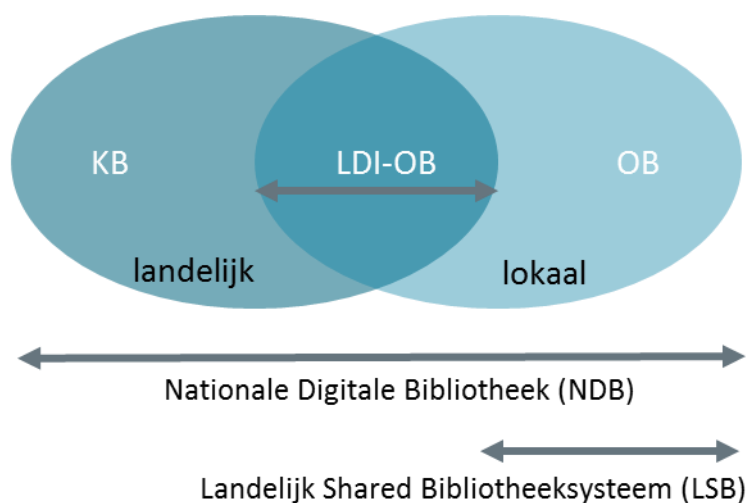 KB
LDI-OB
OB
landelijk
lokaal
Nationale Digitale Bibliotheek (NDB)
Landelijk Shared Bibliotheeksysteem (LSB)